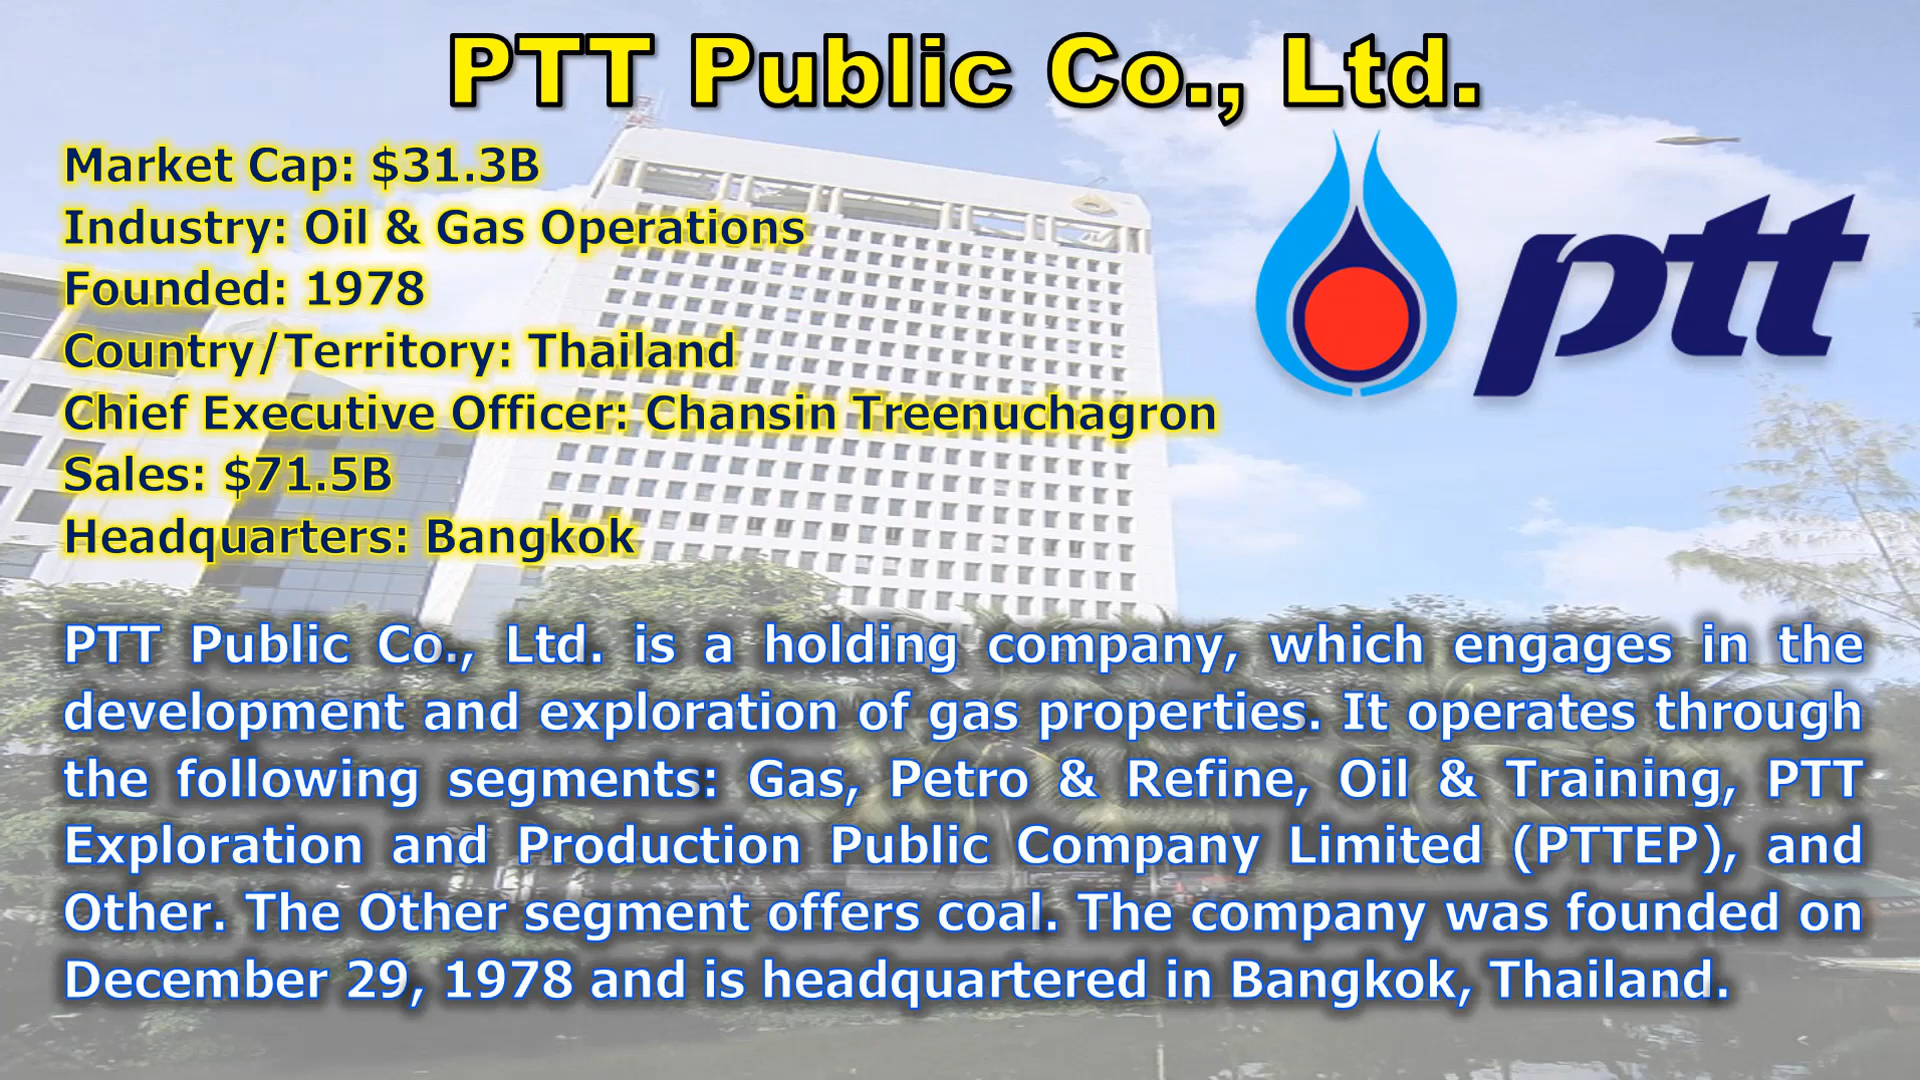 PTT Public Co., Ltd.
Market Cap: $31.3B
Industry: Oil & Gas Operations
Founded: 1978
Country/Territory: Thailand
Chief Executive Officer: Chansin Treenuchagron
Sales: $71.5B
Headquarters: Bangkok
ptt
PTT Public Co., Ltd. is a holding company, which engages in the
development and exploration of gas properties. It operates through
the following segments: Gas, Petro & Refine, Oil & Training, PTT
Exploration and Production Public Company Limited (PTTEP), and
Other. The Other segment offers coal. The company was founded on
December 29, 1978 and is headquartered in Bangkok, Thailand.